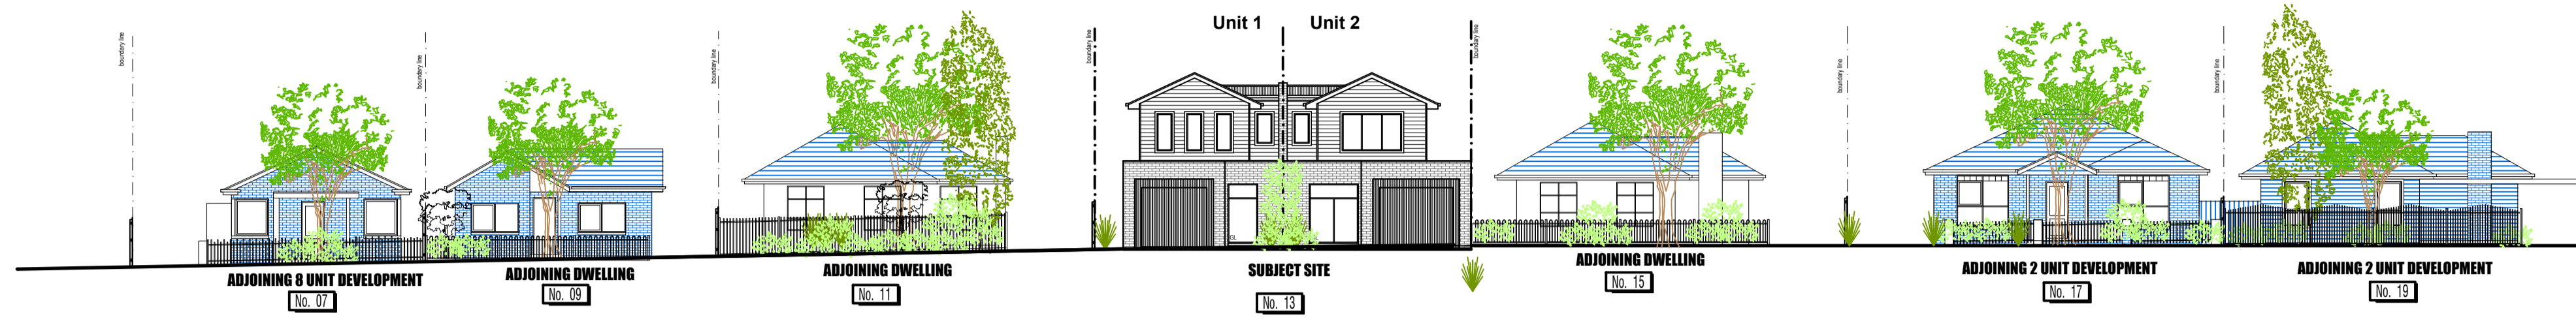 Unit 1 Unit 2
boundary line
boundary line
boundary line
boundary line
boundary line
boundary line
boundary line
GL
ADJOINING 8 UNIT DEVELOPMENT
No. 07
ADJOINING DWELLING
No. 09
ADJOINING DWELLING
No. 11
SUBJECT SITE
No. 13
ADJOINING DWELLING
No. 15
ADJOINING 2 UNIT DEVELOPMENT
No. 17
ADJOINING 2 UNIT DEVELOPMENT
No. 19